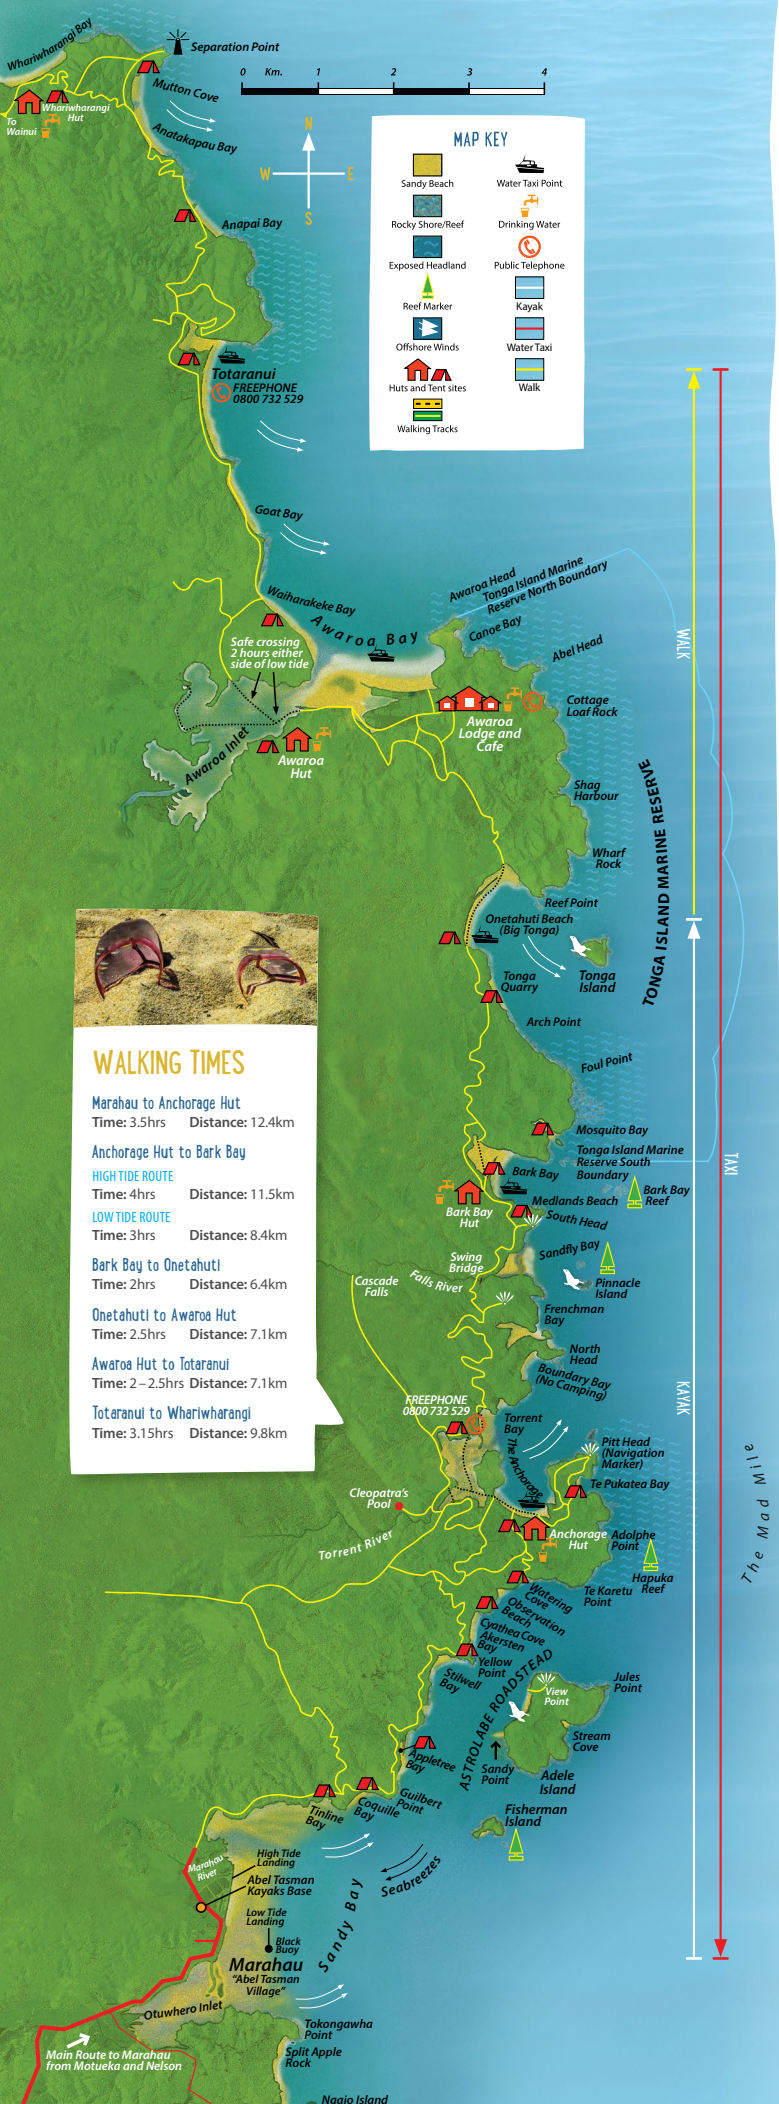 Whariwharangi Bay
Separation Point
Mutton Cove
Whariwharangi
Hut
To
Wainui
Anatakapau Bay
0 Km. 1 2 3 4
N
W E
S
MAP KEY
Sandy Beach
Water Taxi Point
Rocky Shore/Reef
Drinking Water
Exposed Headland
Public Telephone
Reef Marker
Kayak
Offshore Winds
Water Taxi
Huts and Tent sites
Walk
Walking Tracks
Anapai Bay
Totaranui
FREEPHONE
0800 732 529
Goat Bay
Waiharakeke Bay
Awaroa Bay
Safe crossing
2 hours either
side of low tide
Awaroa Head
Tonga Island Marine
Reserve North Boundary
Canoe Bay
Abel Head
WALK
Cottage
Loaf Rock
Awaroa
Lodge and
Cafe
Awaroa Inlet
Awaroa
Hut
Shag
Harbour
TONGA ISLAND MARINE RESERVE
Wharf
Rock
Reef Point
Onetahuti Beach
(Big Tonga)
Tonga
Island
Tonga
Quarry
Arch Point
Foul Point
Mosquito Bay
Tonga Island Marine
Reserve South
Boundary
TAXI
Bark Bay
Bark Bay
Reef
Medlands Beach
Bark Bay
Hut
South Head
Sandfly Bay
Swing
Bridge
Falls River
Cascade
Falls
Pinnacle
Island
Frenchman
Bay
North
Head
Boundary Bay
(No Camping)
KAYAK
WALKING TIMES
Marahau to Anchorage Hut
Time: 3.5hrs Distance: 12.4km
Anchorage Hut to Bark Bay
HIGH TIDE ROUTE
Time: 4hrs Distance: 11.5km
LOW TIDE ROUTE
Time: 3hrs Distance: 8.4km
Bark Bay to Onetahuti
Time: 2hrs Distance: 6.4km
Onetahuti to Awaroa Hut
Time: 2.5hrs Distance: 7.1km
Awaroa Hut to Totaranui
Time: 2–2.5hrs Distance: 7.1km
Totaranui to Whariwharangi
Time: 3.15hrs Distance: 9.8km
FREEPHONE
0800 732 529
Torrent
Bay
The Anchorage
Pitt Head
(Navigation
Marker)
Te Pukatea Bay
The Mad Mile
Cleopatra's
Pool
Torrent River
Anchorage
Hut
Adolphe
Point
Hapuka
Reef
Te Karetu
Point
Watering
Cove
Observation
Beach
Cyathea Cove
Akersten
Bay
Yellow
Point
Stilwell
Bay
ASTROLABE ROADSTEAD
Jules
Point
View
Point
Stream
Cove
Sandy
Point
Adele
Island
Appletree
Bay
Guilbert
Point
Coquille
Bay
Tinline
Bay
Fisherman
Island
Seabreezes
Sandy Bay
Marahau
River
High Tide
Landing
Abel Tasman
Kayaks Base
Low Tide
Landing
Black
Buoy
Marahau
"Abel Tasman
Village"
Otuwhero Inlet
Main Route to Marahau
from Motueka and Nelson
Tokongawha
Point
Split Apple
Rock
Ngaio Island